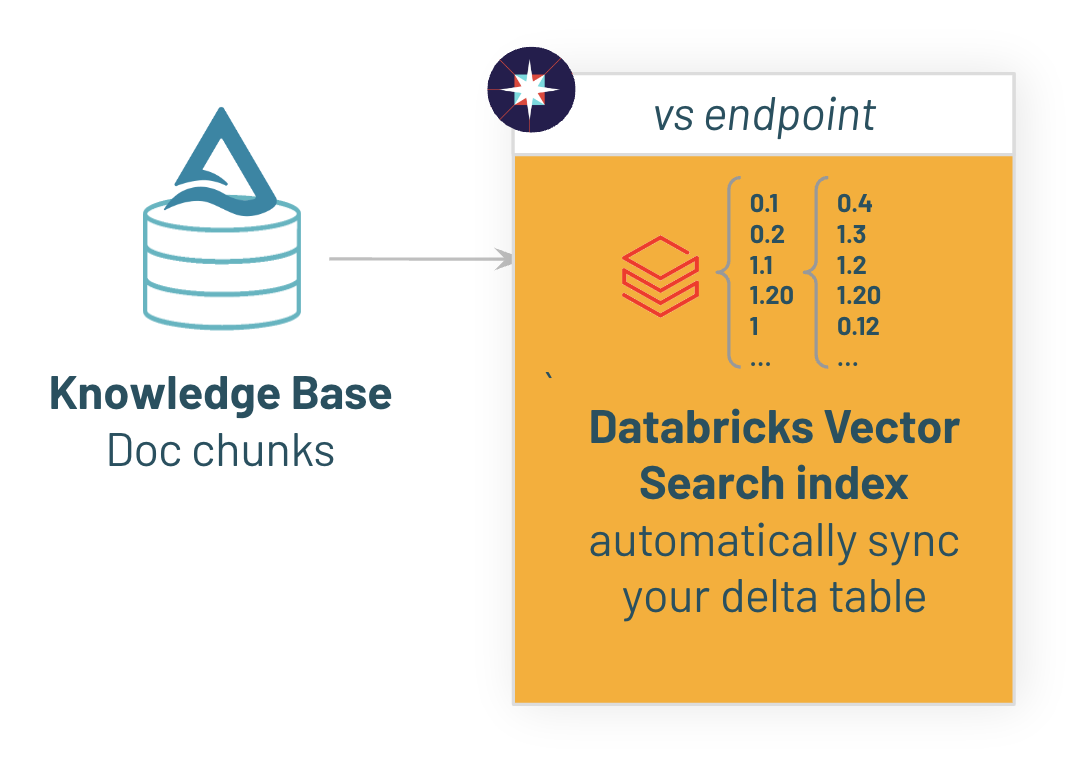 vs endpoint
0.1
0.2
1.1
1.20
1
...
0.4
1.3
1.2
1.20
0.12
...
`
Knowledge Base
Doc chunks
Databricks Vector
Search index
automatically sync
your delta table